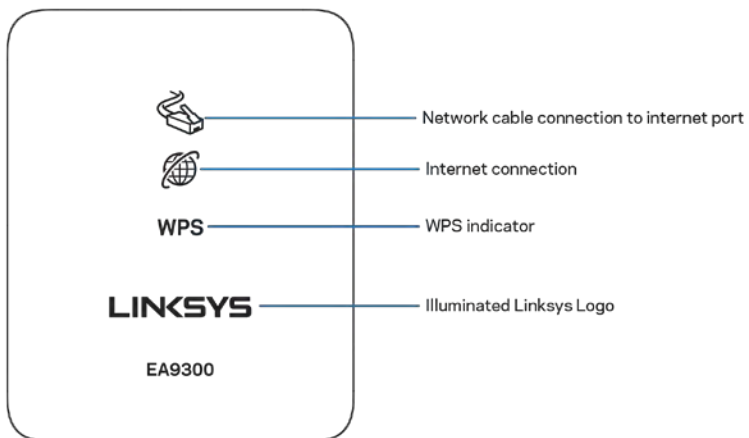 Network cable connection to internet port
Internet connection
WPS
WPS indicator
LINKSYS
Illuminated Linksys Logo
EA9300